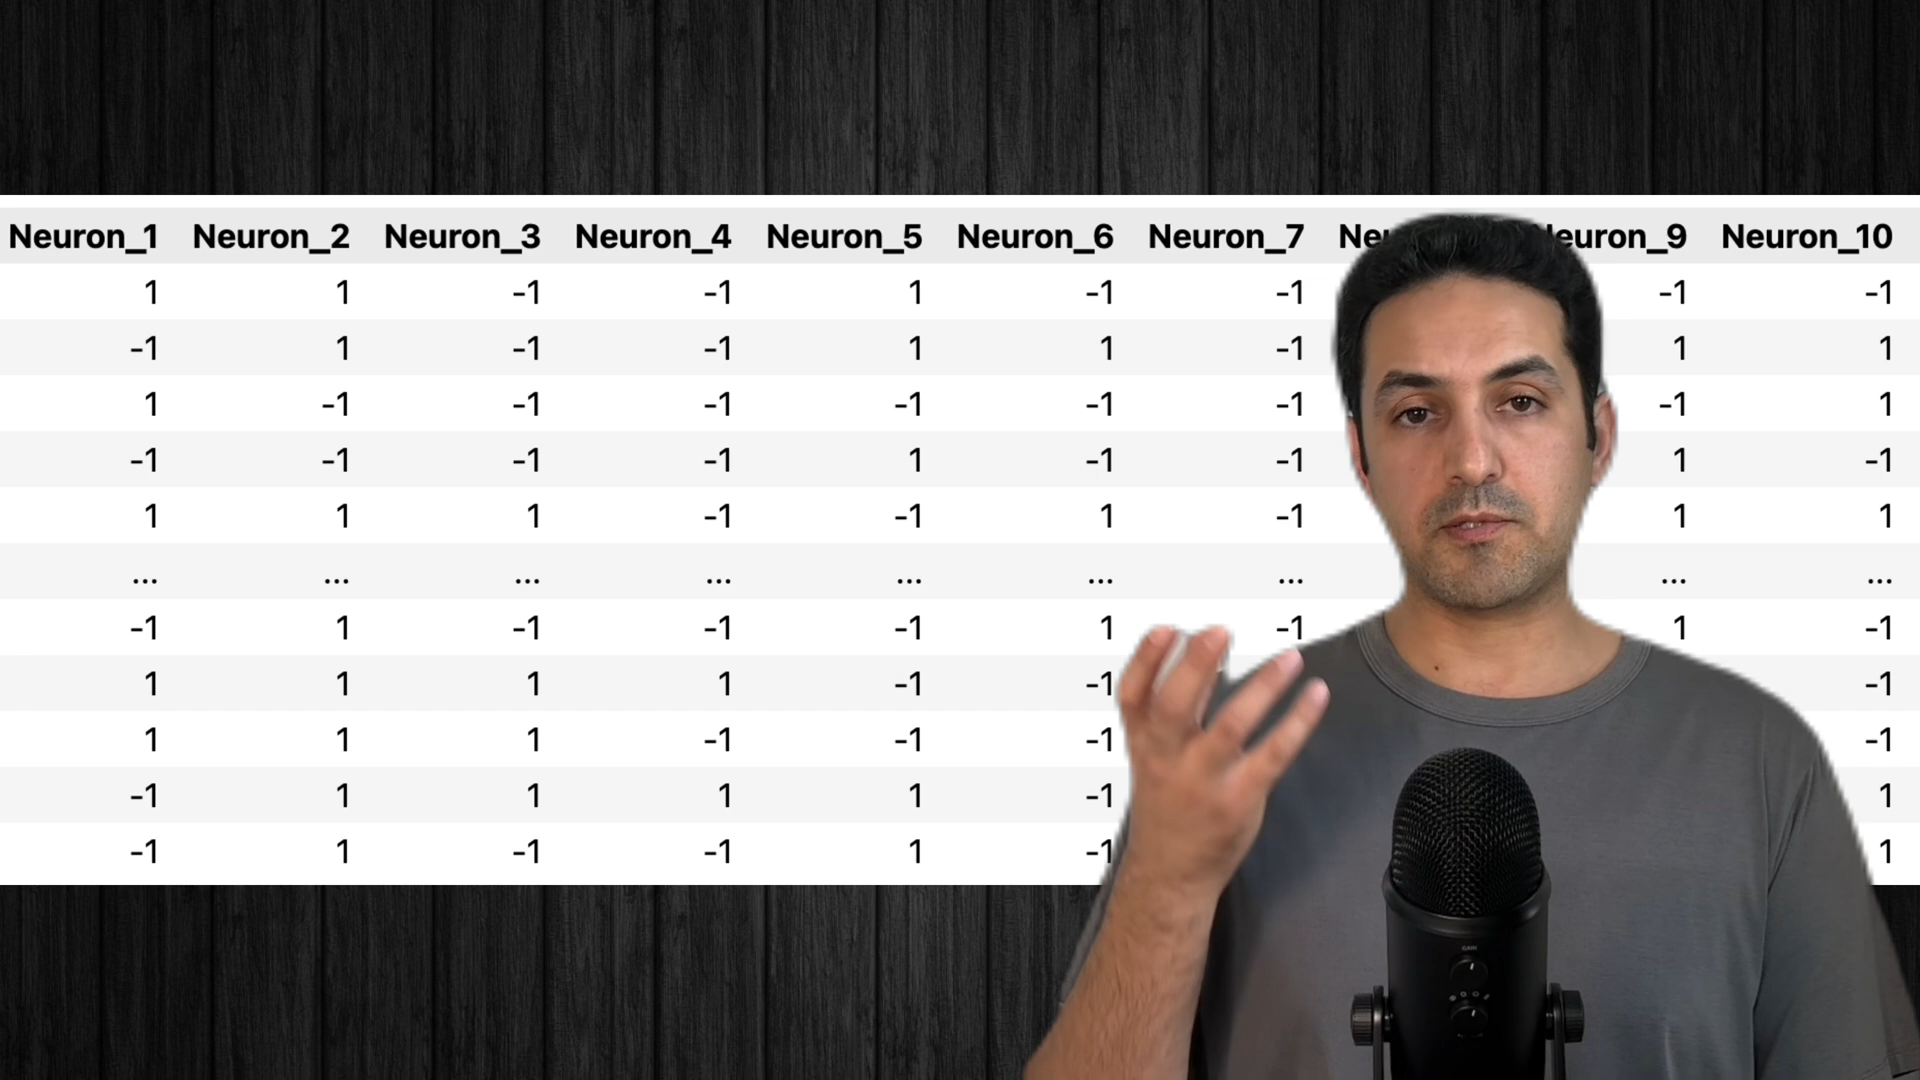 Neuron_1 Neuron_2 Neuron_3 Neuron_4 Neuron_5 Neuron_6 Neuron_7 Neuron_10
1 1 -1 -1 1 -1 -1 -1 -1
-1 1 -1 -1 1 1 -1 1 1
1 -1 -1 -1 -1 -1 -1 -1 1
-1 -1 -1 -1 1 -1 -1 1 -1
1 1 1 -1 -1 1 -1 1 1
... ... ... ... ... ... ... ... ...
-1 1 -1 -1 -1 1 -1 1 -1
1 1 1 1 -1 -1 -1
1 1 1 -1 -1 -1 -1
-1 1 1 1 1 -1 1
-1 1 -1 -1 1 -1 1
GAIN